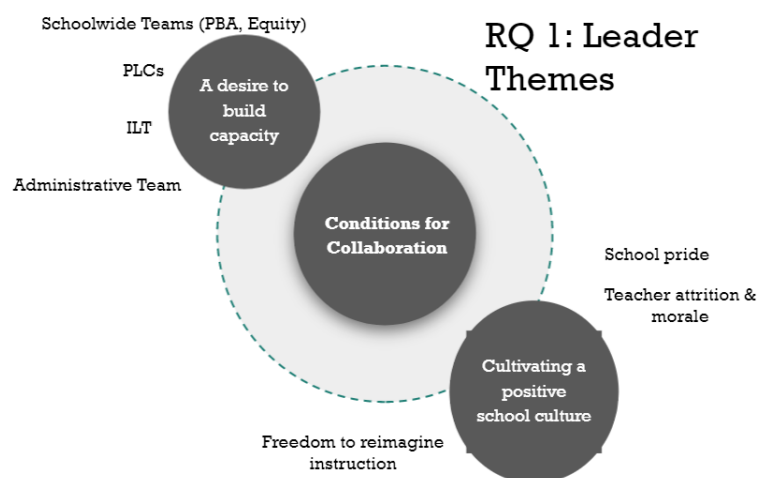 RQ 1: Leader
Themes
Schoolwide Teams (PBA, Equity)
PLCs
ILT
Administrative Team
A desire to
build
capacity
Conditions for
Collaboration
School pride
Teacher attrition &
morale
Cultivating a
positive
school culture
Freedom to reimagine
instruction